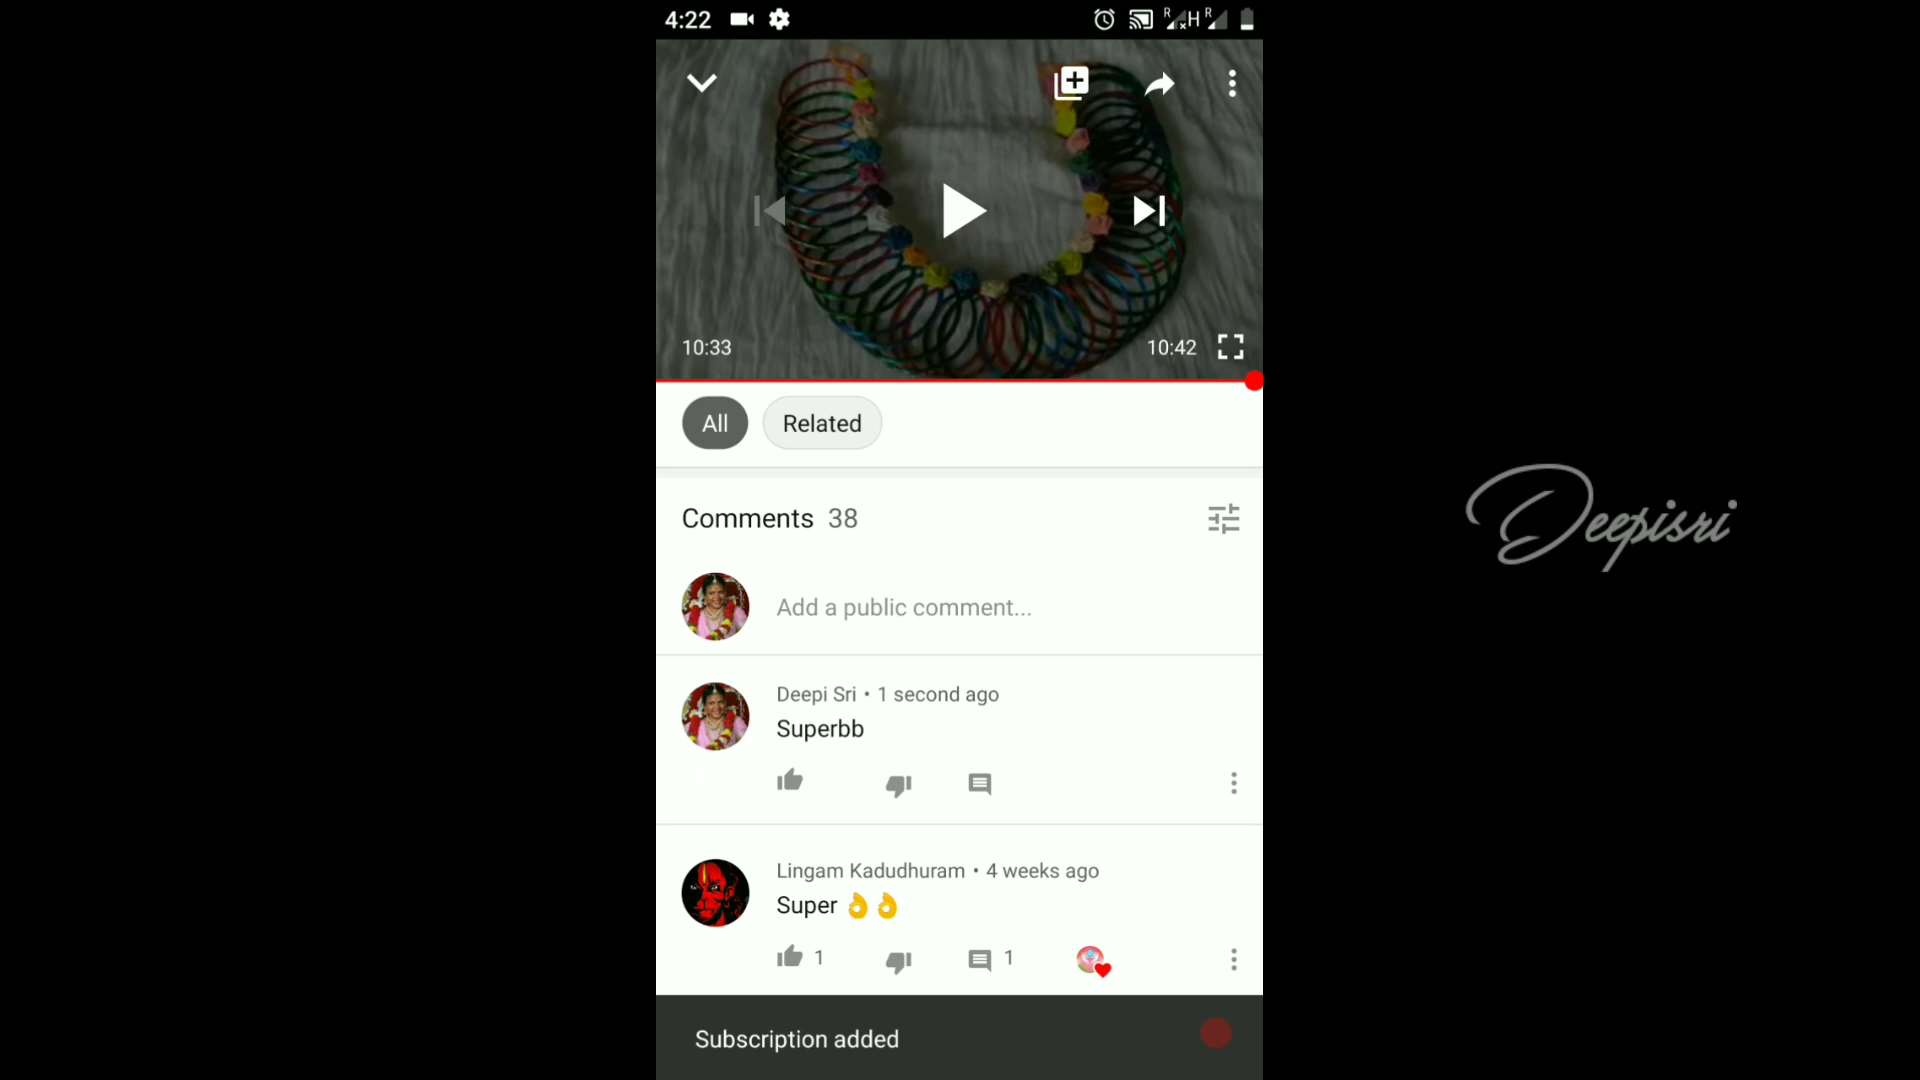 4:22
R
H
R
10:33
10:42
All
Related
Comments 38
Add a public comment...
Deepisri
Deepi Sri • 1 second ago
Superbb
Lingam Kadudhuram • 4 weeks ago
Super 👌👌
1
1
Subscription added